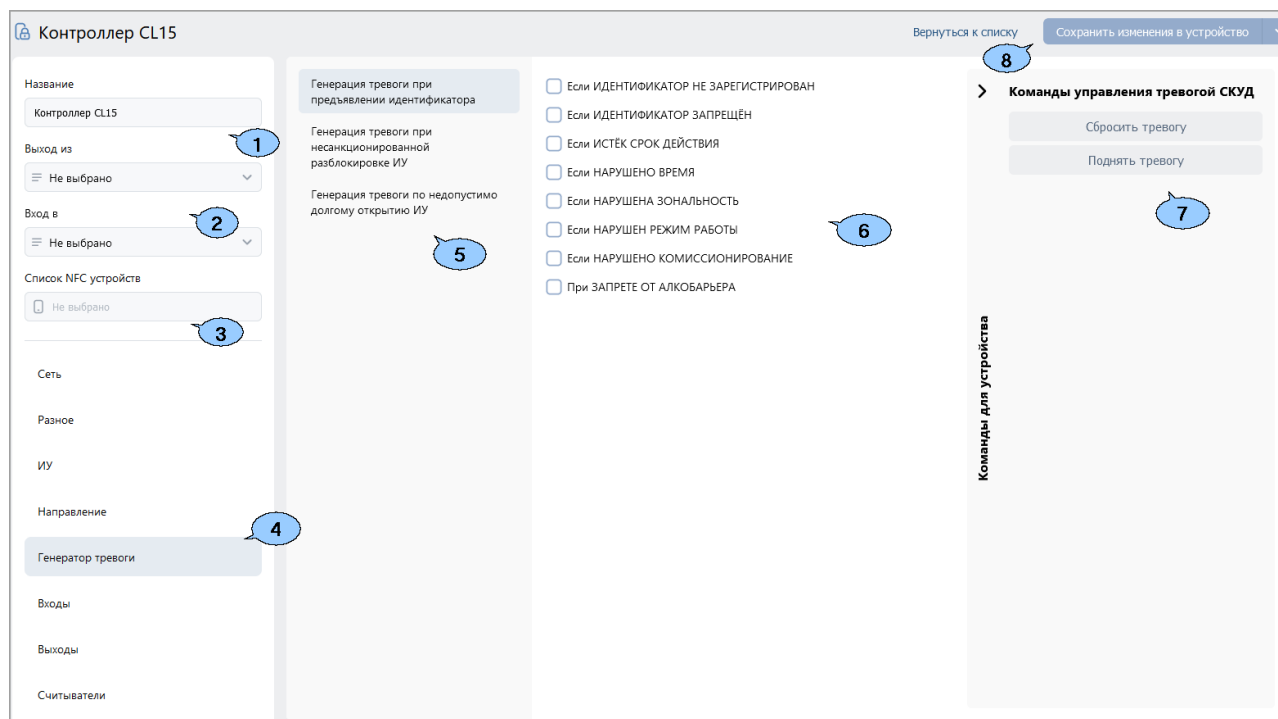 Контроллер CL15
Вернуться к списку
Сохранить изменения в устройство
8
Название
Контроллер CL15
1
Выход из
Не выбрано
2
Вход в
Не выбрано
Список NFC устройств
Не выбрано
3
Сеть
Разное
ИУ
Направление
4
Генератор тревоги
Входы
Выходы
Считыватели
Генерация тревоги при
предъявлении идентификатора
Генерация тревоги при
несанкционированной
разблокировке ИУ
Генерация тревоги по недопустимо
долгому открытию ИУ
5
Если ИДЕНТИФИКАТОР НЕ ЗАРЕГИСТРИРОВАН
Если ИДЕНТИФИКАТОР ЗАПРЕЩЁН
Если ИСТЁК СРОК ДЕЙСТВИЯ
Если НАРУШЕНО ВРЕМЯ
Если НАРУШЕНА ЗОНАЛЬНОСТЬ
Если НАРУШЕН РЕЖИМ РАБОТЫ
Если НАРУШЕНО КОМИССИОНИРОВАНИЕ
При ЗАПРЕТЕ ОТ АЛКОБАРЬЕРА
6
Команды для устройства
Команды управления тревогой СКУД
Сбросить тревогу
Поднять тревогу
7